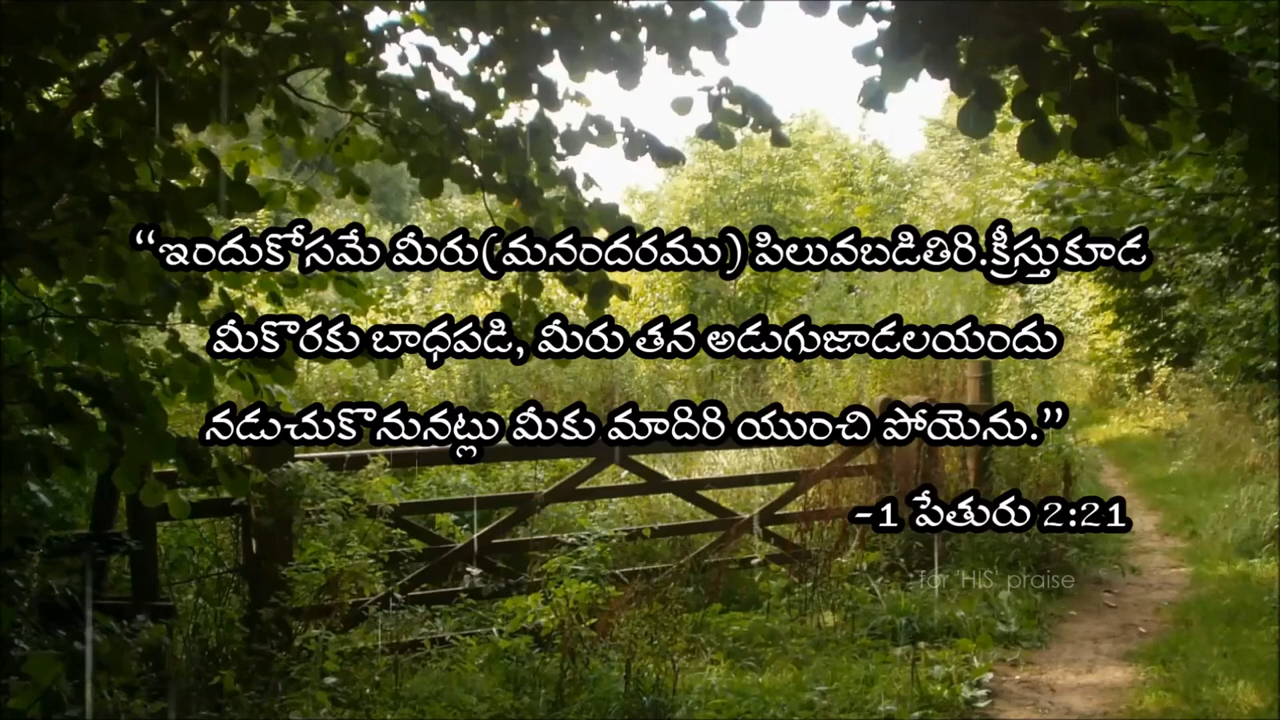 “ఇందుకోసమే మీరు(మనందరము) పిలువబడితిరి.క్రీస్తుకూడ
మీకొరకు బాధపడి, మీరు తన అడుగుజాడలయందు
నడుచుకొనునట్లు మీకు మాదిరి యుంచి పోయెను.”
-1 పేతురు 2:21
for 'HIS' praise